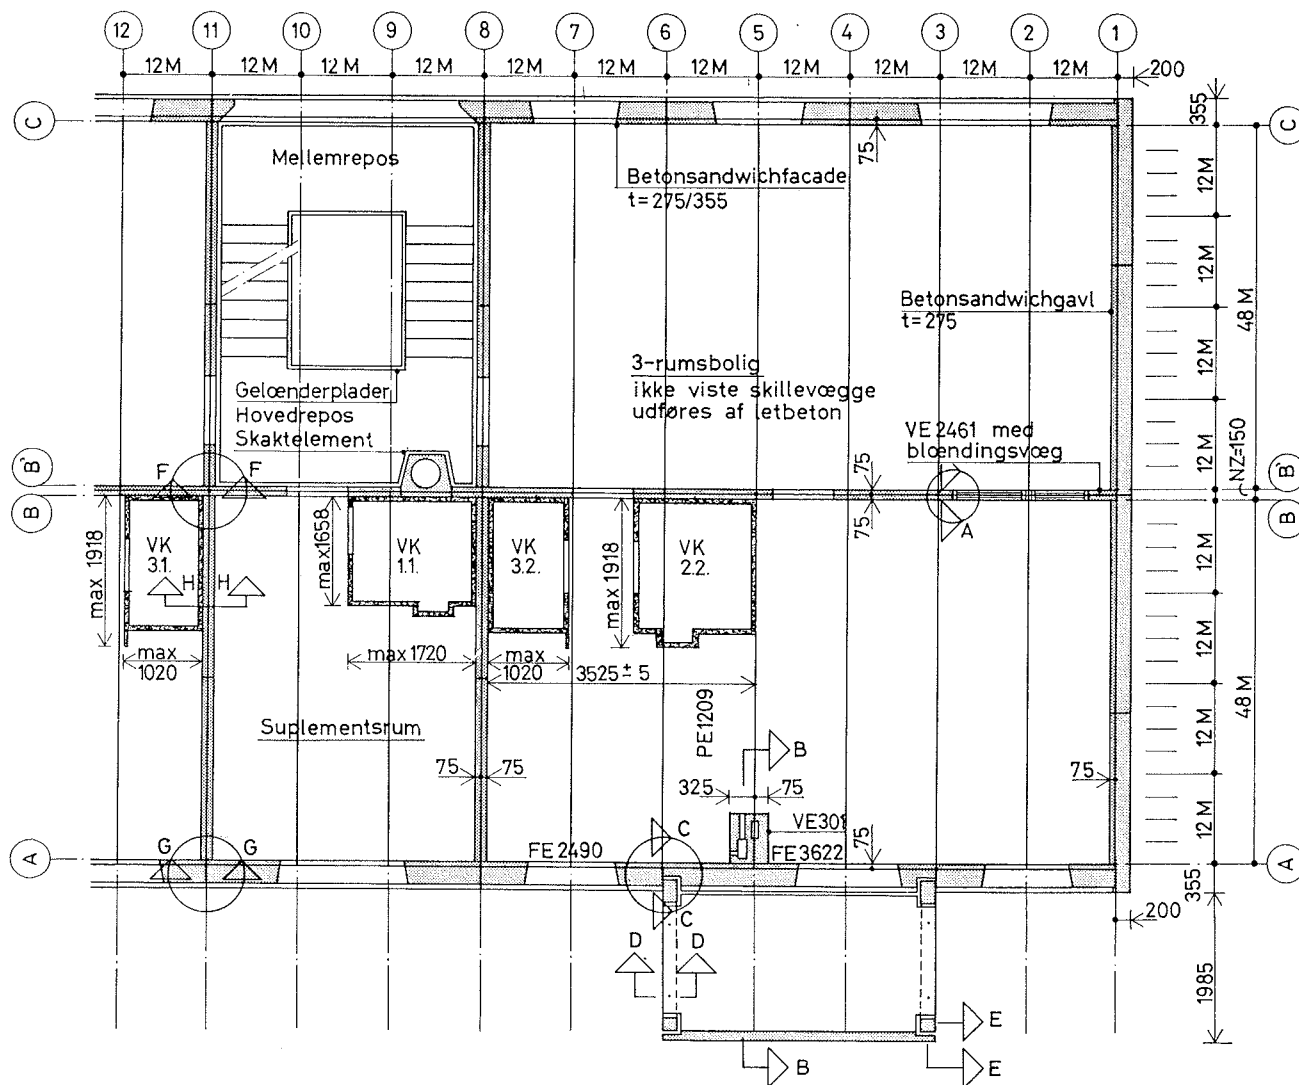 12 11 10 9 8 7 6 5 4 3 2 1
12M 12M 12M 12M 12M 12M 12M 12M 12M 12M 12M 200
C C
355
Mellemrepos
75
Betonsandwichfacade
t=275/355
12M
12M
48M
Betonsandwichgavl
t=275
12M
3-rumsbolig
ikke viste skillevægge
udføres af letbeton
Gelænderplader
Hovedrepos
Skaktelement
VE 2461 med
blændingsvæg
12M
NZ=150
B' B'
F F
75
B B
75
A
max 1918
VK
3.1.
H H
max1658
VK
1.1.
VK
3.2.
max 1918
VK
2.2.
12M
12M
max
1020
max 1720
max
1020
3525 ± 5
48M
PE1209
Suplementsrum
B
12M
75 75
75
325 75
VE301
12M
G G
C
FE 2490
FE3622
75
A A
355
C
200
D D
1985
E
B
E